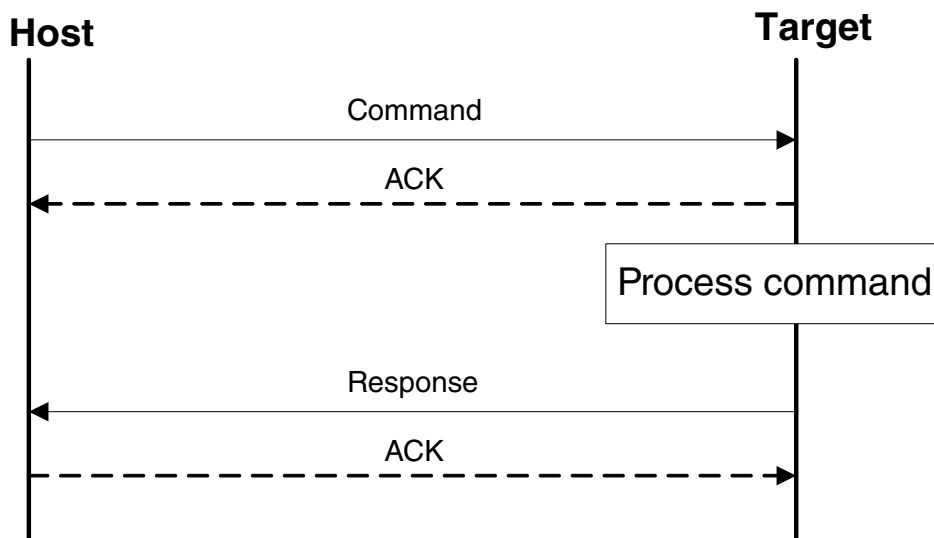 Host
Target
Command
ACK
Process command
Response
ACK